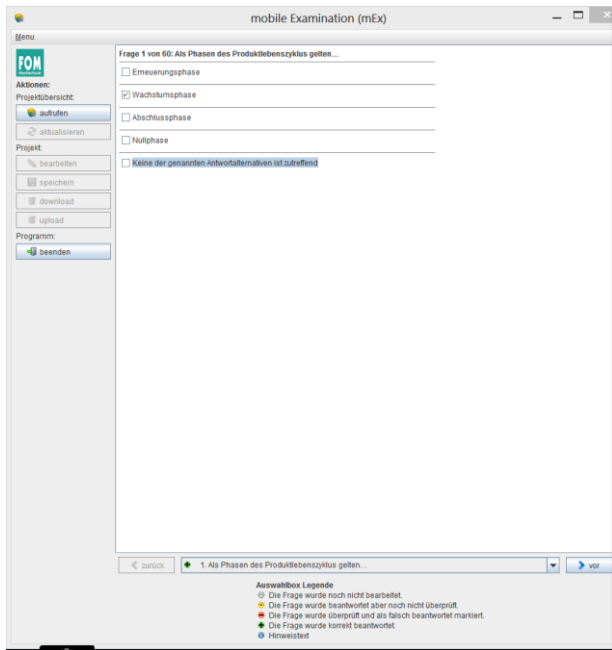 mobile Examination (mEx)
Menu
FOM
Hochschule
Aktionen:
Projektübersicht:
aufrufen
aktualisieren
Projekt:
bearbeiten
speichern
download
upload
Programm:
beenden
Frage 1 von 60: Als Phasen des Produktlebenszyklus gelten...
Erneuerungsphase
Wachstumsphase
Abschlussphase
Nullphase
Keine der genannten Antwortalternativen ist zutreffend
zurück
1. Als Phasen des Produktlebenszyklus gelten...
vor
Auswahlbox Legende
Die Frage wurde noch nicht bearbeitet.
Die Frage wurde beantwortet aber noch nicht überprüft.
Die Frage wurde überprüft und als falsch beantwortet markiert.
Die Frage wurde korrekt beantwortet.
Hinweistext